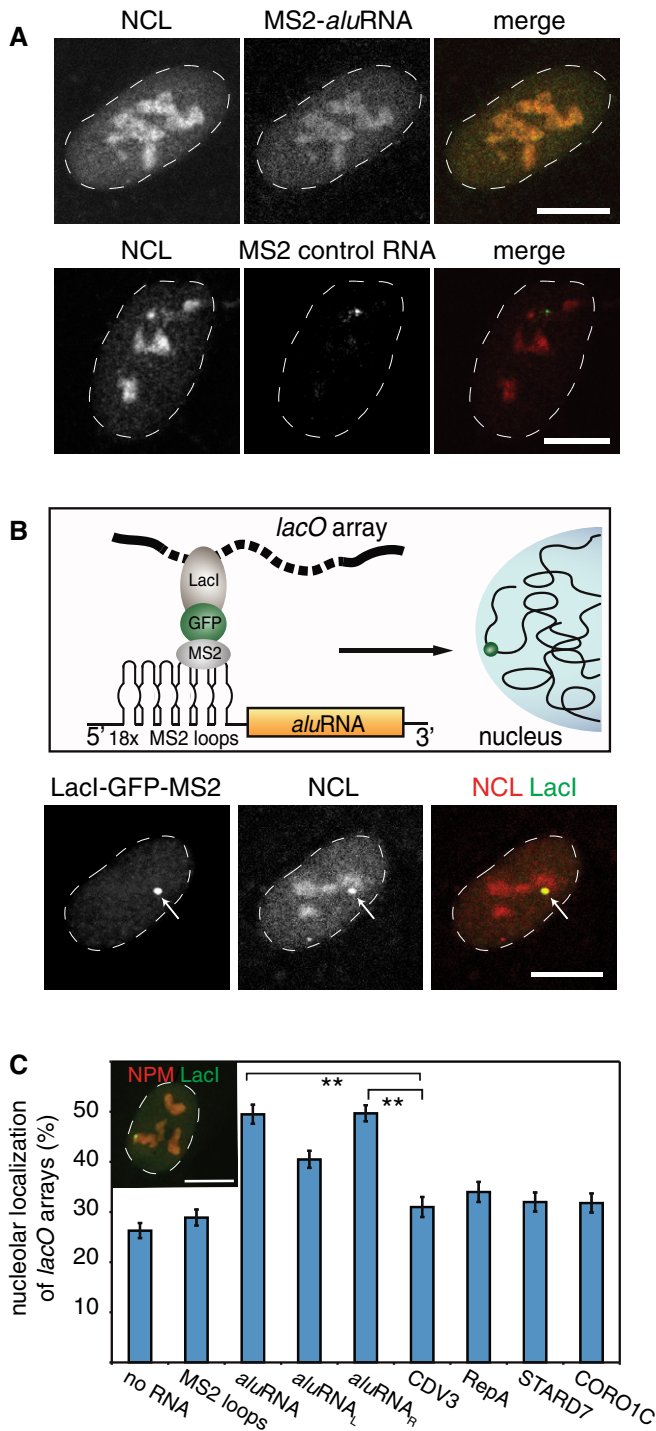 A
NCL MS2-aluRNA merge
NCL MS2 control RNA merge
B
lacO array
LacI
GFP
MS2
5' 18x MS2 loops aluRNA 3'
nucleus
LacI-GFP-MS2 NCL NCL LacI
C
NPM LacI
** **
nucleolar localization
of lacO arrays (%)
50
40
30
20
10
no RNA MS2 loops aluRNA aluRNAL aluRNAR CDV3 RepA STARD7 CORO1C